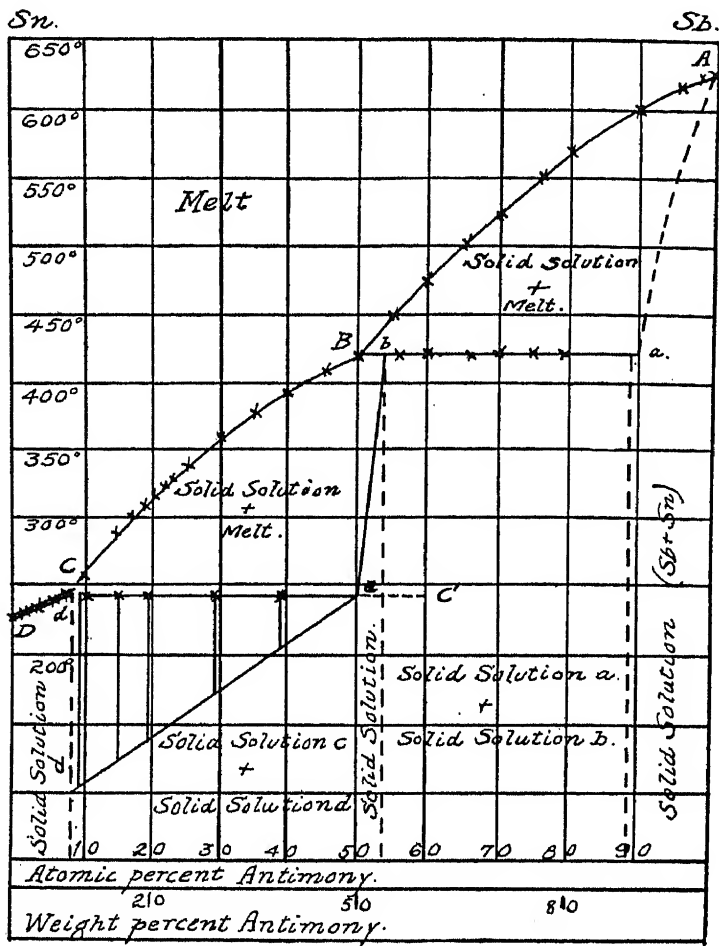 Sn. Sb.
650° A
600°
550°
Melt
500° Solid Solution
+
Melt.
450°
B b a.
400°
350°
Solid Solution
+
Melt.
300°
Solid Solution (Sb+Sn)
C
d C'
D
200°
Solid Solution d
Solid Solution.
Solid Solution a.
+
Solid Solution b.
Solid Solution c
+
Solid Solutiond
10 20 30 40 50 60 70 80 90
Atomic percent Antimony.
20 50 80
Weight percent Antimony.